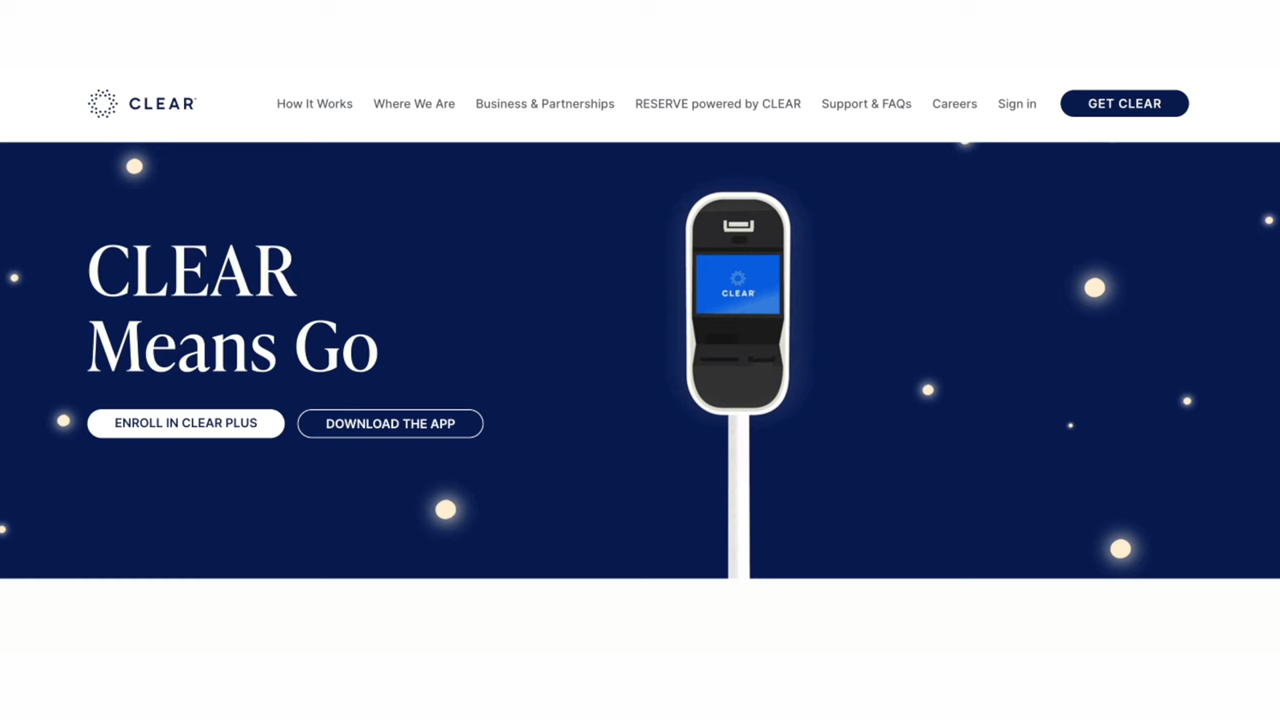 CLEAR
How It Works
Where We Are
Business & Partnerships
RESERVE powered by CLEAR
Support & FAQs
Careers
Sign in
GET CLEAR
CLEAR
Means Go
ENROLL IN CLEAR PLUS
DOWNLOAD THE APP
CLEAR